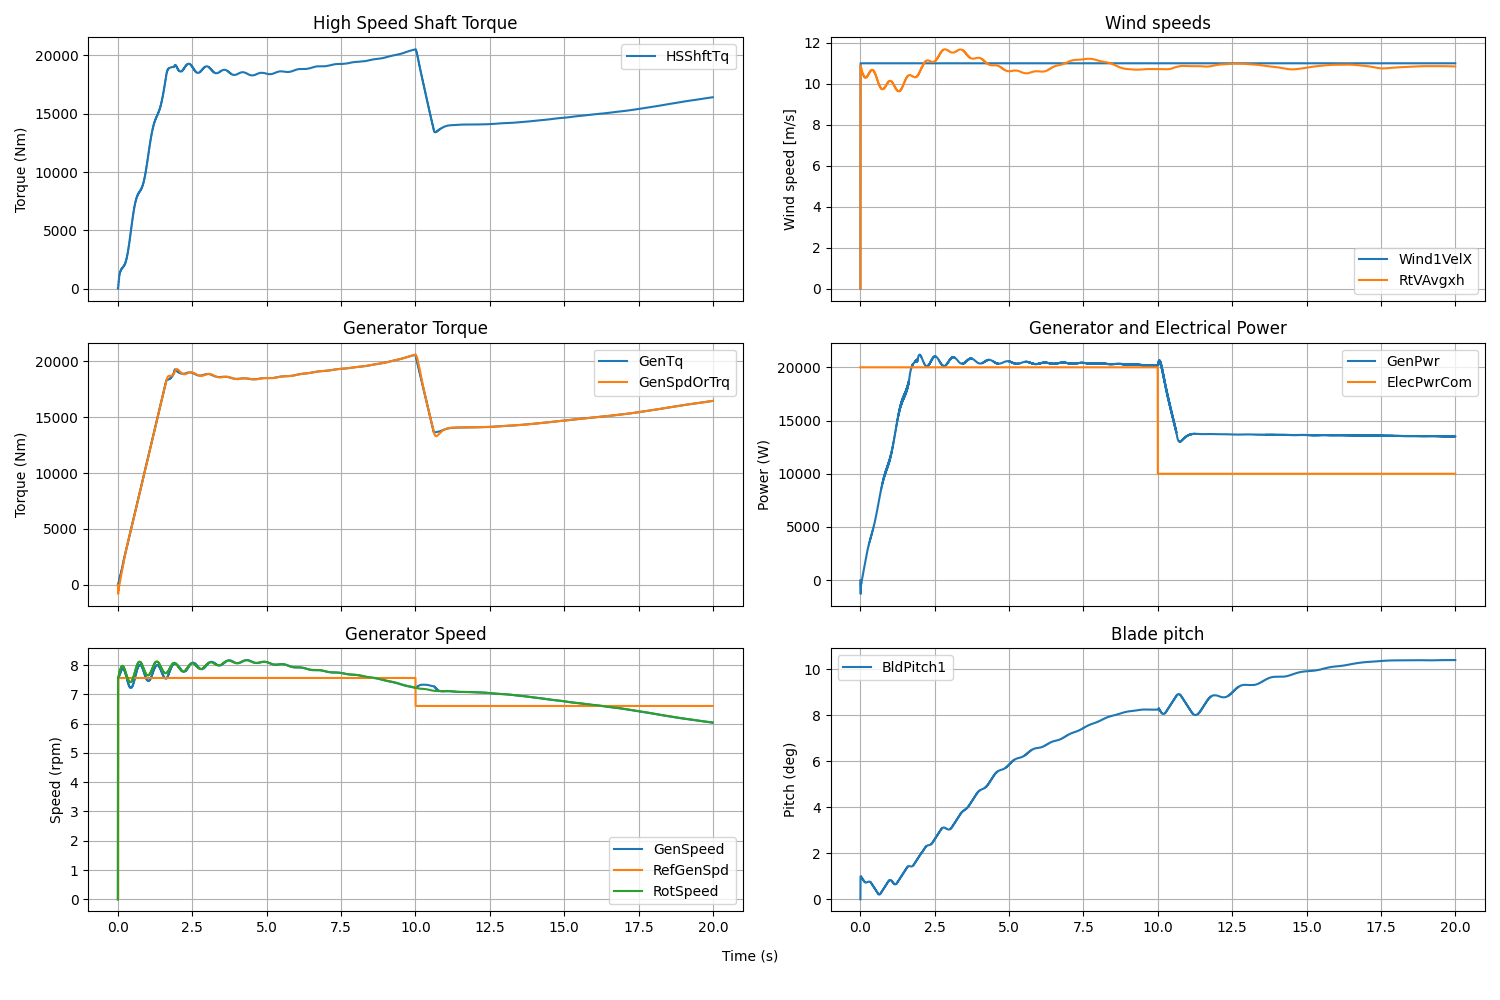 High Speed Shaft Torque
Torque (Nm)
20000
15000
10000
5000
0
HSShftTq
Wind speeds
Wind speed [m/s]
12
10
8
6
4
2
0
Wind1VelX
RtVAvgxh
Generator Torque
Torque (Nm)
20000
15000
10000
5000
0
GenTq
GenSpdOrTrq
Generator and Electrical Power
Power (W)
20000
15000
10000
5000
0
GenPwr
ElecPwrCom
Generator Speed
Speed (rpm)
8
7
6
5
4
3
2
1
0
GenSpeed
RefGenSpd
RotSpeed
0.0 2.5 5.0 7.5 10.0 12.5 15.0 17.5 20.0
Blade pitch
Pitch (deg)
10
8
6
4
2
0
BldPitch1
0.0 2.5 5.0 7.5 10.0 12.5 15.0 17.5 20.0
Time (s)